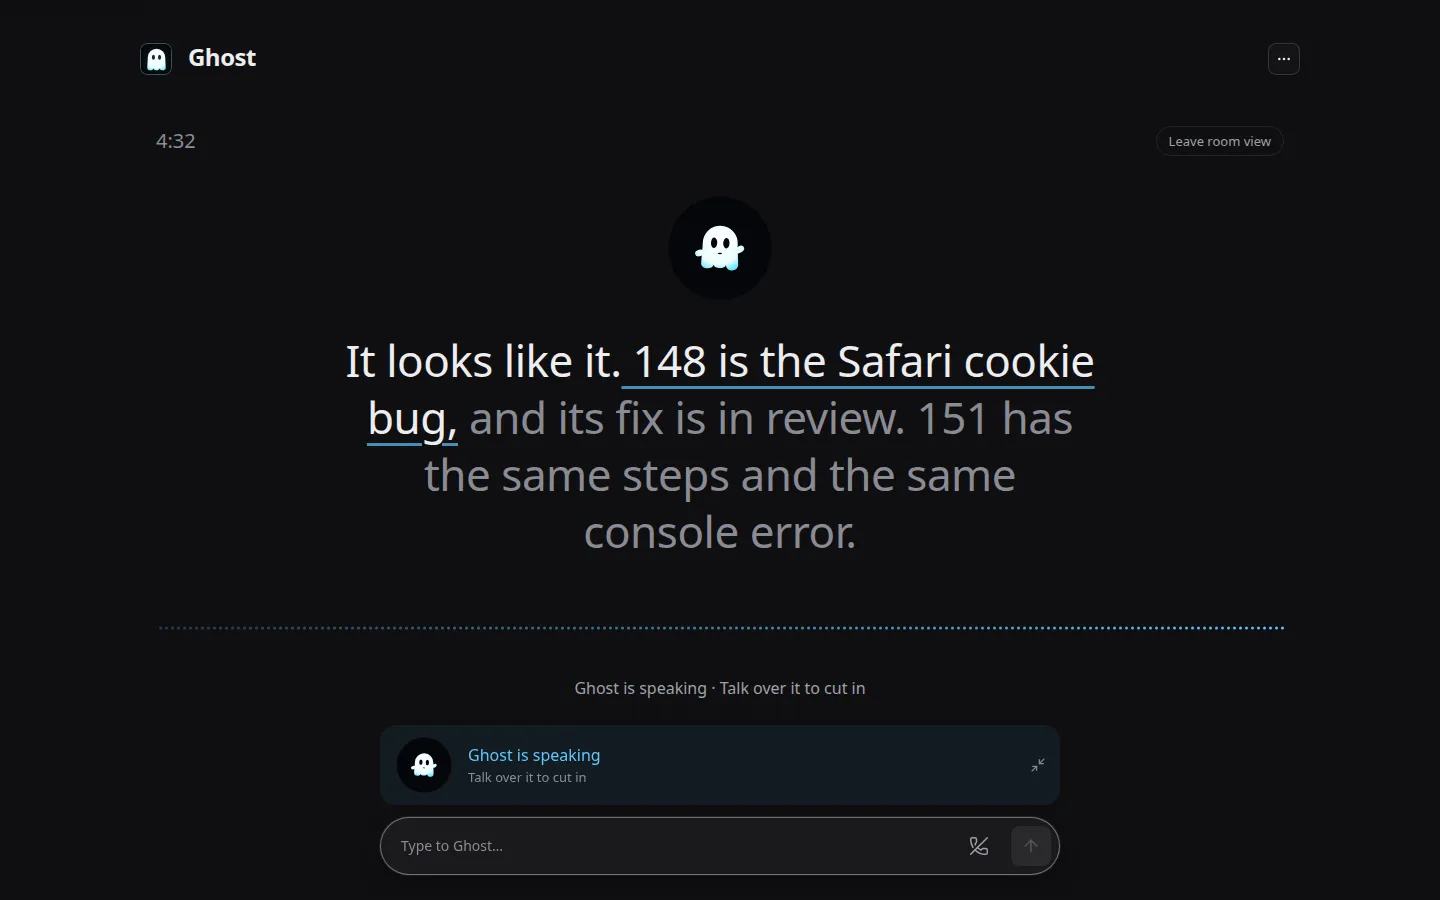 Ghost
4:32
Leave room view
It looks like it. 148 is the Safari cookie
bug, and its fix is in review. 151 has
the same steps and the same
console error.
Ghost is speaking · Talk over it to cut in
Ghost is speaking
Talk over it to cut in
Type to Ghost...